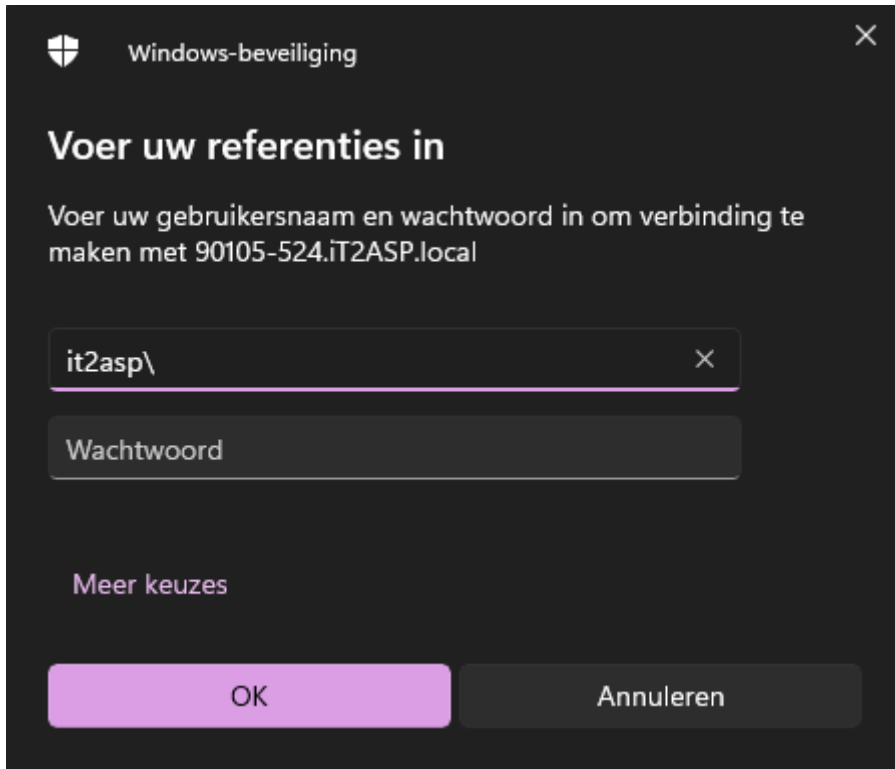 Windows-beveiliging
Voer uw referenties in
Voer uw gebruikersnaam en wachtwoord in om verbinding te
maken met 90105-524.iT2ASP.local
it2asp\
Wachtwoord
Meer keuzes
OK
Annuleren